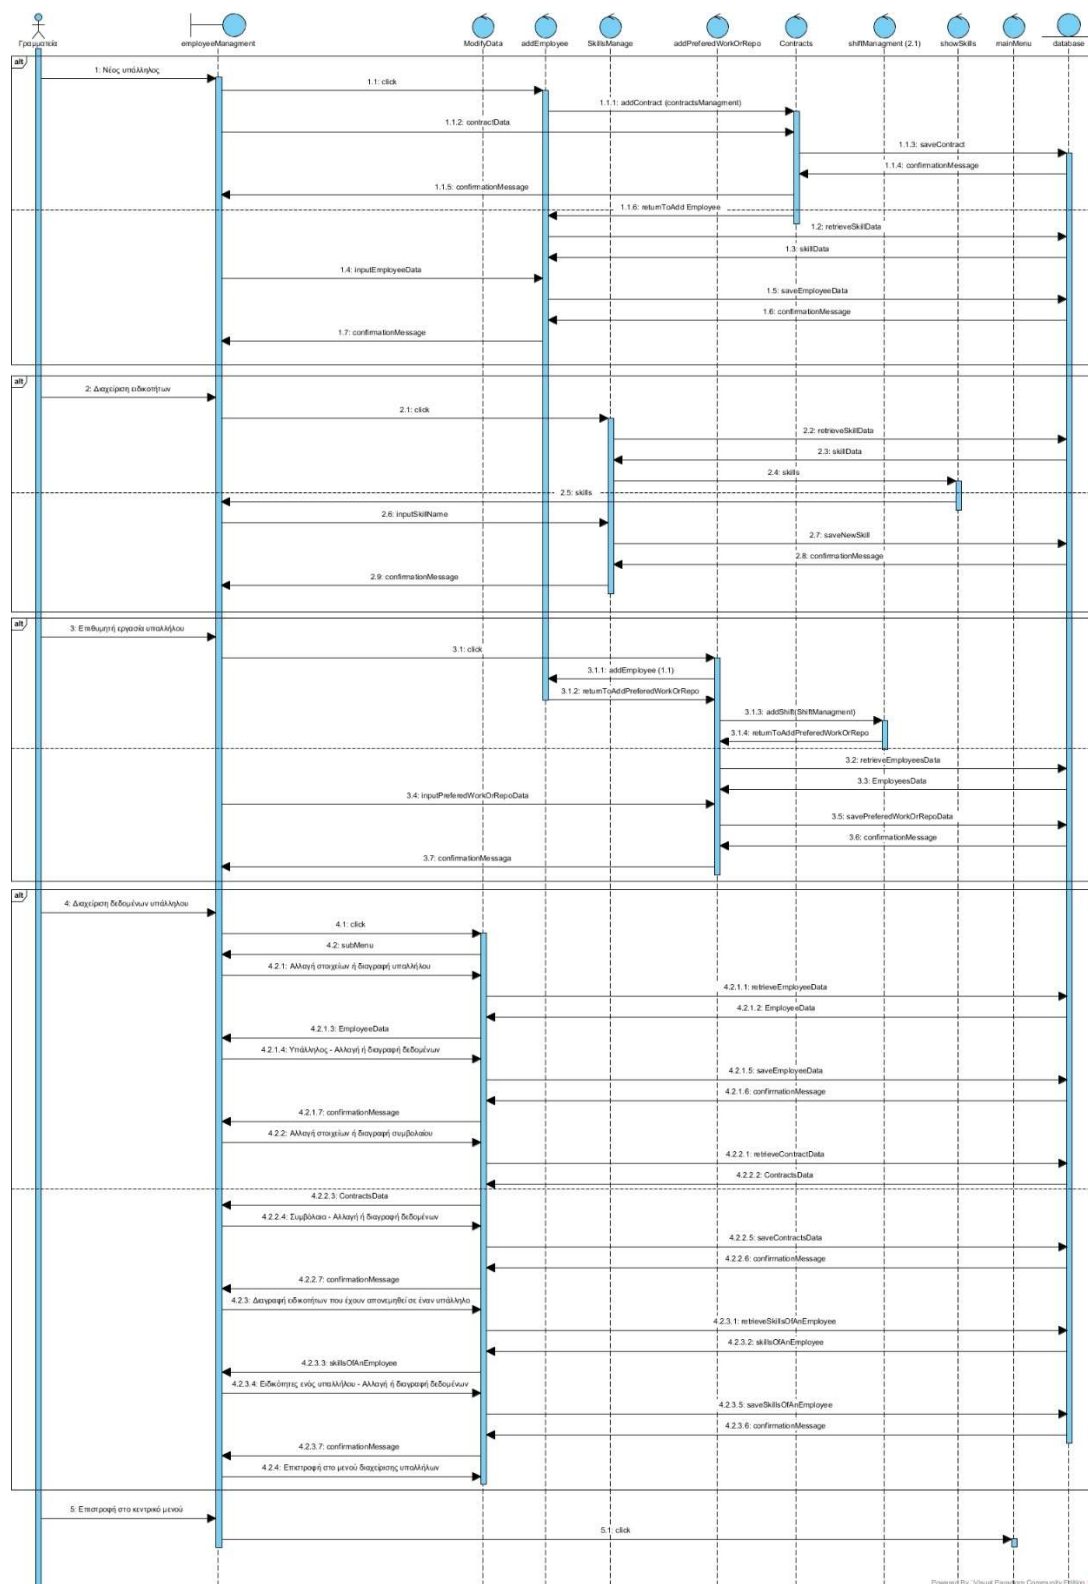 Γραμματεία
employeeManagment
ModifyData
addEmployee
SkillsManage
addPreferedWorkOrRepo
Contracts
shiftManagment (2.1)
showSkills
mainMenu
database
alt
1: Νέος υπάλληλος
1.1: click
1.1.1: addContract (contractsManagment)
1.1.2: contractData
1.1.3: saveContract
1.1.4: confirmationMessage
1.1.5: confirmationMessage
1.1.6: returnToAdd Employee
1.2: retrieveSkillData
1.3: skillData
1.4: inputEmployeeData
1.5: saveEmployeeData
1.6: confirmationMessage
1.7: confirmationMessage
alt
2: Διαχείριση ειδικοτήτων
2.1: click
2.2: retrieveSkillData
2.3: skillData
2.4: skills
2.5: skills
2.6: inputSkillName
2.7: saveNewSkill
2.8: confirmationMessage
2.9: confirmationMessage
alt
3: Επιθυμητή εργασία υπαλλήλου
3.1: click
3.1.1: addEmployee (1.1)
3.1.2: returnToAddPreferedWorkOrRepo
3.1.3: addShift(ShiftManagment)
3.1.4: returnToAddPreferedWorkOrRepo
3.2: retrieveEmployeesData
3.3: EmployeesData
3.4: inputPreferedWorkOrRepoData
3.5: savePreferedWorkOrRepoData
3.6: confirmationMessage
3.7: confirmationMessaga
alt
4: Διαχείριση δεδομένων υπάλληλου
4.1: click
4.2: subMenu
4.2.1: Αλλαγή στοιχείων ή διαγραφή υπαλλήλου
4.2.1.1: retrieveEmployeeData
4.2.1.2: EmployeeData
4.2.1.3: EmployeeData
4.2.1.4: Υπάλληλος - Αλλαγή ή διαγραφή δεδομένων
4.2.1.5: saveEmployeeData
4.2.1.6: confirmationMessage
4.2.1.7: confirmationMessage
4.2.2: Αλλαγή στοιχείων ή διαγραφή συμβολαίου
4.2.2.1: retrieveContractData
4.2.2.2: ContractsData
4.2.2.3: ContractsData
4.2.2.4: Συμβόλαια - Αλλαγή ή διαγραφή δεδομένων
4.2.2.5: saveContractsData
4.2.2.6: confirmationMessage
4.2.2.7: confirmationMessage
4.2.3: Διαγραφή ειδικοτήτων που έχουν απονεμηθεί σε έναν υπάλληλο
4.2.3.1: retrieveSkillsOfAnEmployee
4.2.3.2: skillsOfAnEmployee
4.2.3.3: skillsOfAnEmployee
4.2.3.4: Ειδικότητες ενός υπαλλήλου - Αλλαγή ή διαγραφή δεδομένων
4.2.3.5: saveSkillsOfAnEmployee
4.2.3.6: confirmationMessage
4.2.3.7: confirmationMessage
4.2.4: Επιστροφή στο μενού διαχείρισης υπαλλήλων
5: Επιστροφή στο κεντρικό μενού
5.1: click
Powered By: Visual Paradigm Community Edition